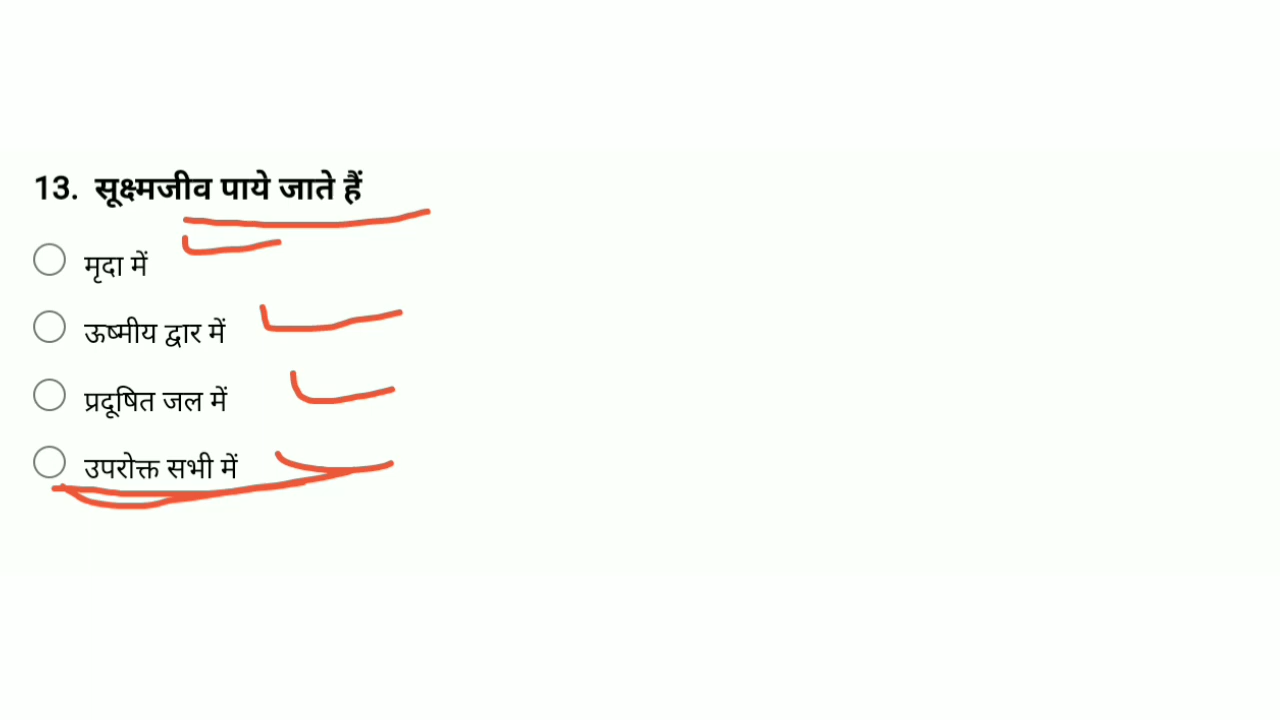 13. सूक्ष्मजीव पाये जाते हैं
मृदा में
ऊष्मीय द्वार में
प्रदूषित जल में
उपरोक्त सभी में